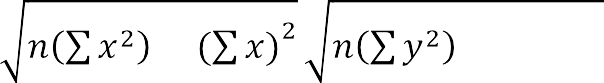 √n(∑ x²) (∑ x)² √n(∑ y²)